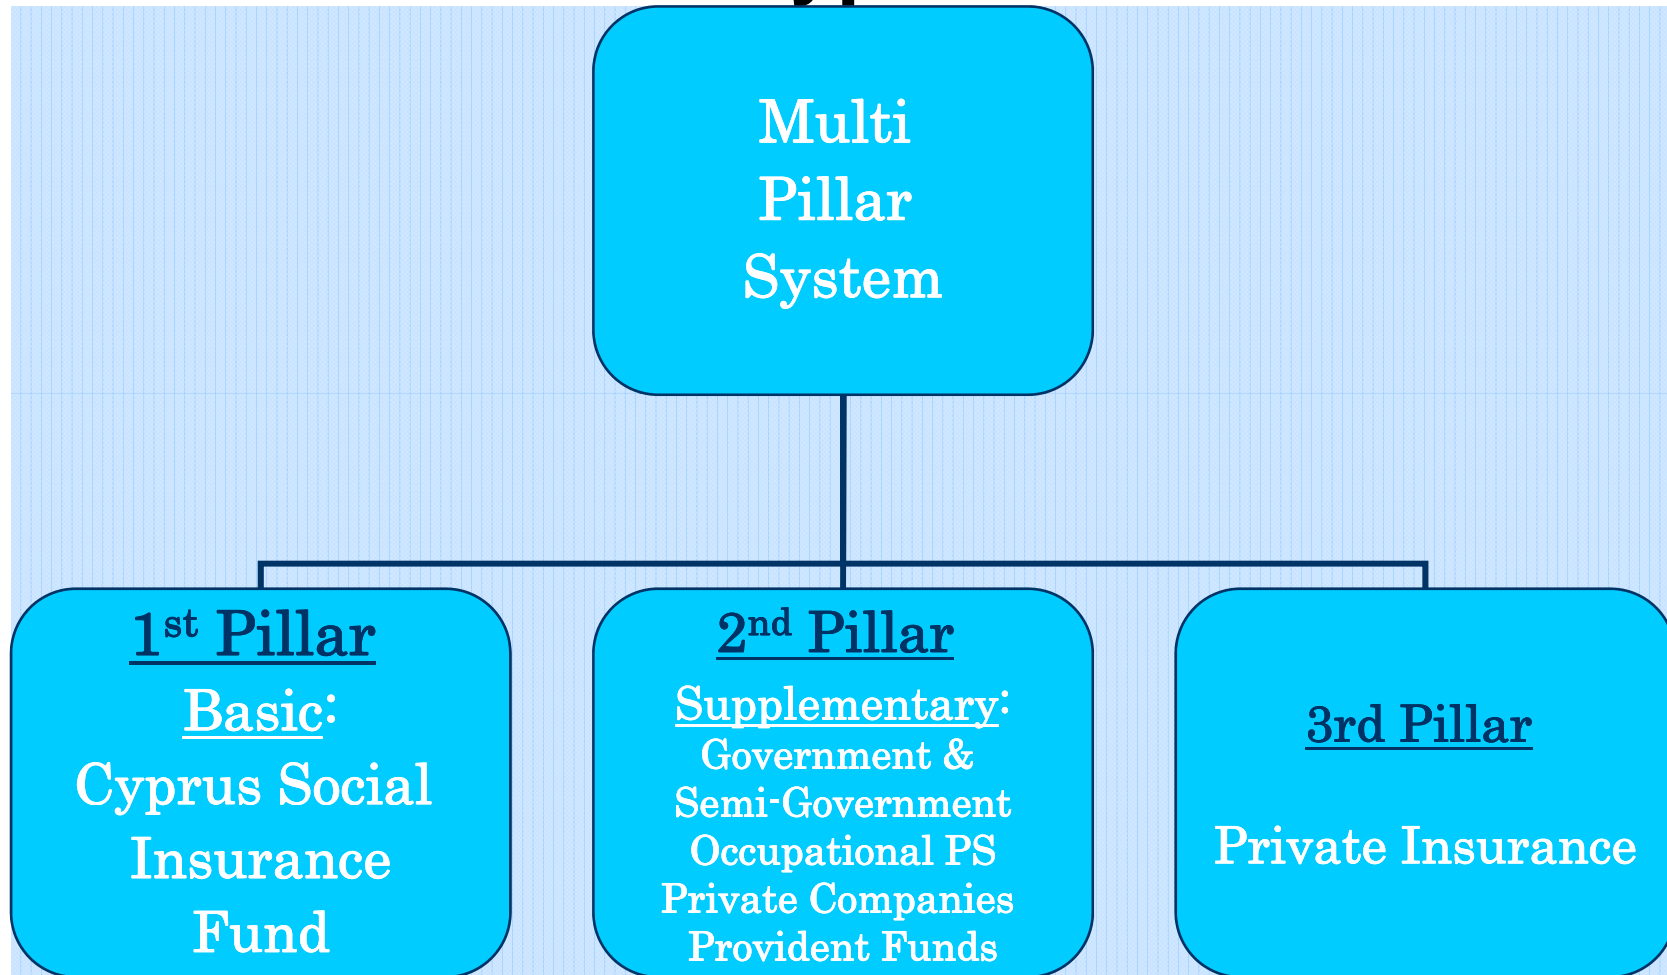 Multi
Pillar
System
1st Pillar
Basic:
Cyprus Social
Insurance
Fund
2nd Pillar
Supplementary:
Government &
Semi-Government
Occupational PS
Private Companies
Provident Funds
3rd Pillar
Private Insurance